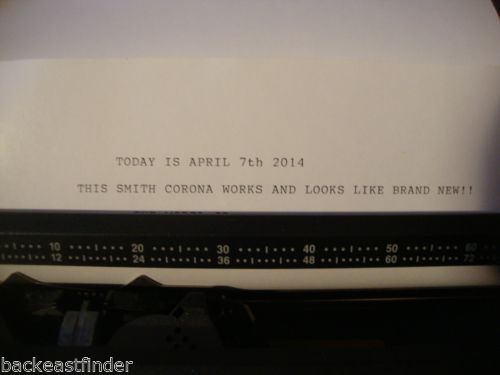 TODAY IS APRIL 7th 2014
THIS SMITH CORONA WORKS AND LOOKS LIKE BRAND NEW!!
10 20 30 40 50 60
12 24 36 48 60 72
backeastfinder